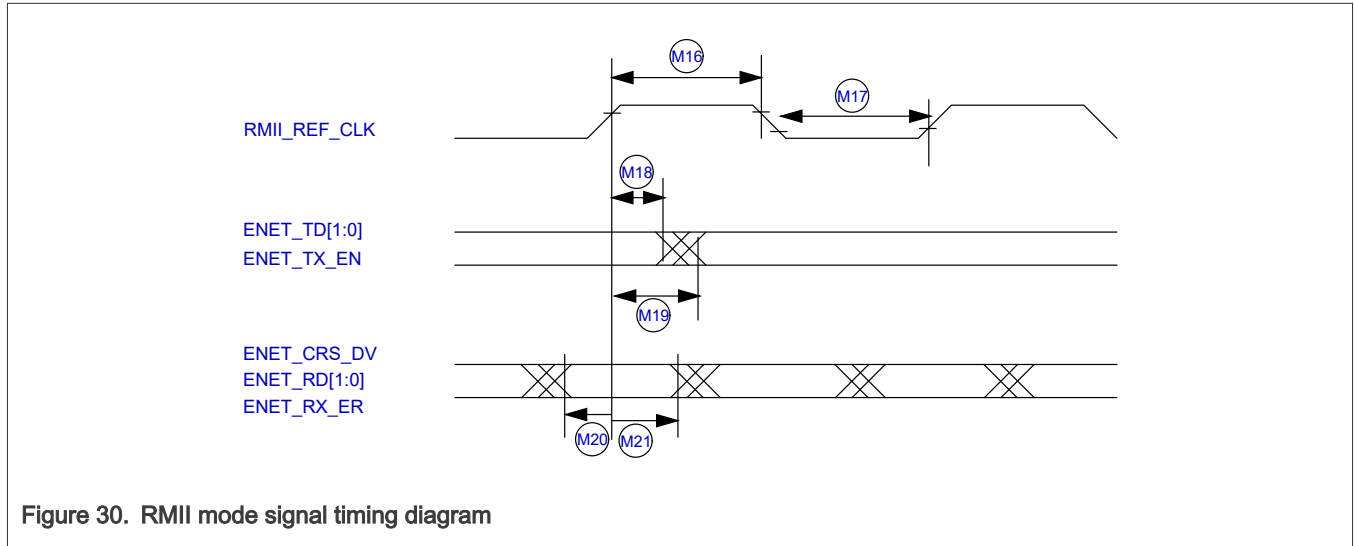 M16
M17
RMII_REF_CLK
M18
ENET_TD[1:0]
ENET_TX_EN
M19
ENET_CRS_DV
ENET_RD[1:0]
ENET_RX_ER
M20 M21
Figure 30. RMII mode signal timing diagram